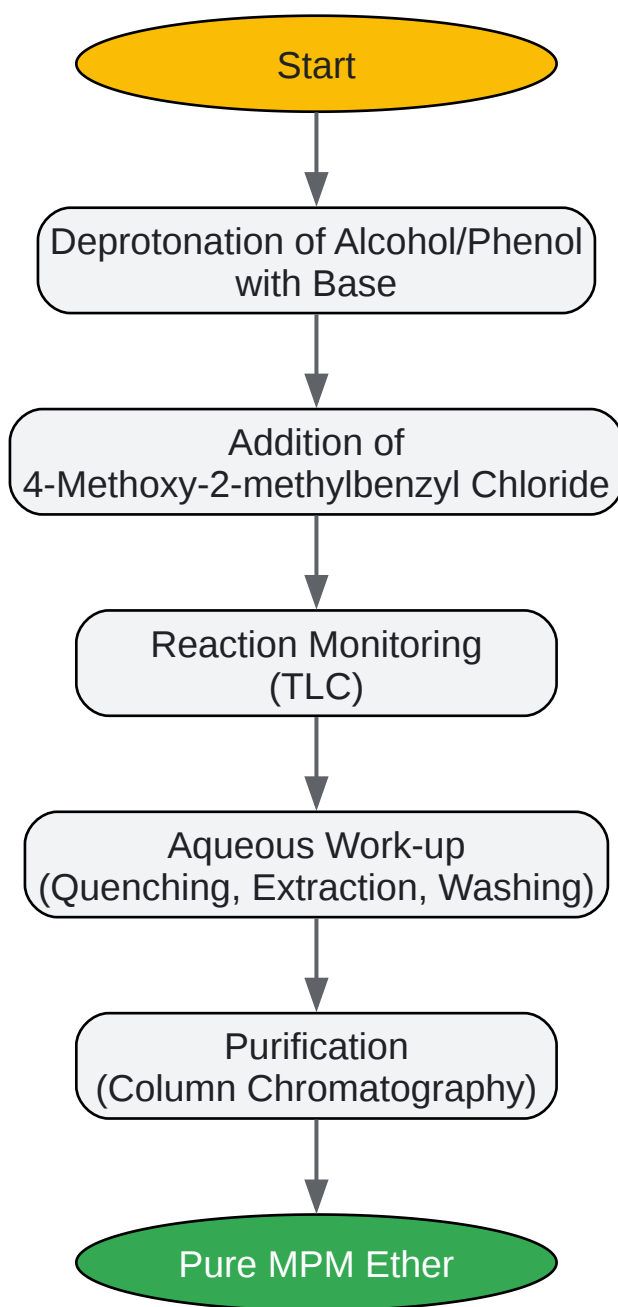 Start
Deprotonation of Alcohol/Phenol
with Base
Addition of
4-Methoxy-2-methylbenzyl Chloride
Reaction Monitoring
(TLC)
Aqueous Work-up
(Quenching, Extraction, Washing)
Purification
(Column Chromatography)
Pure MPM Ether